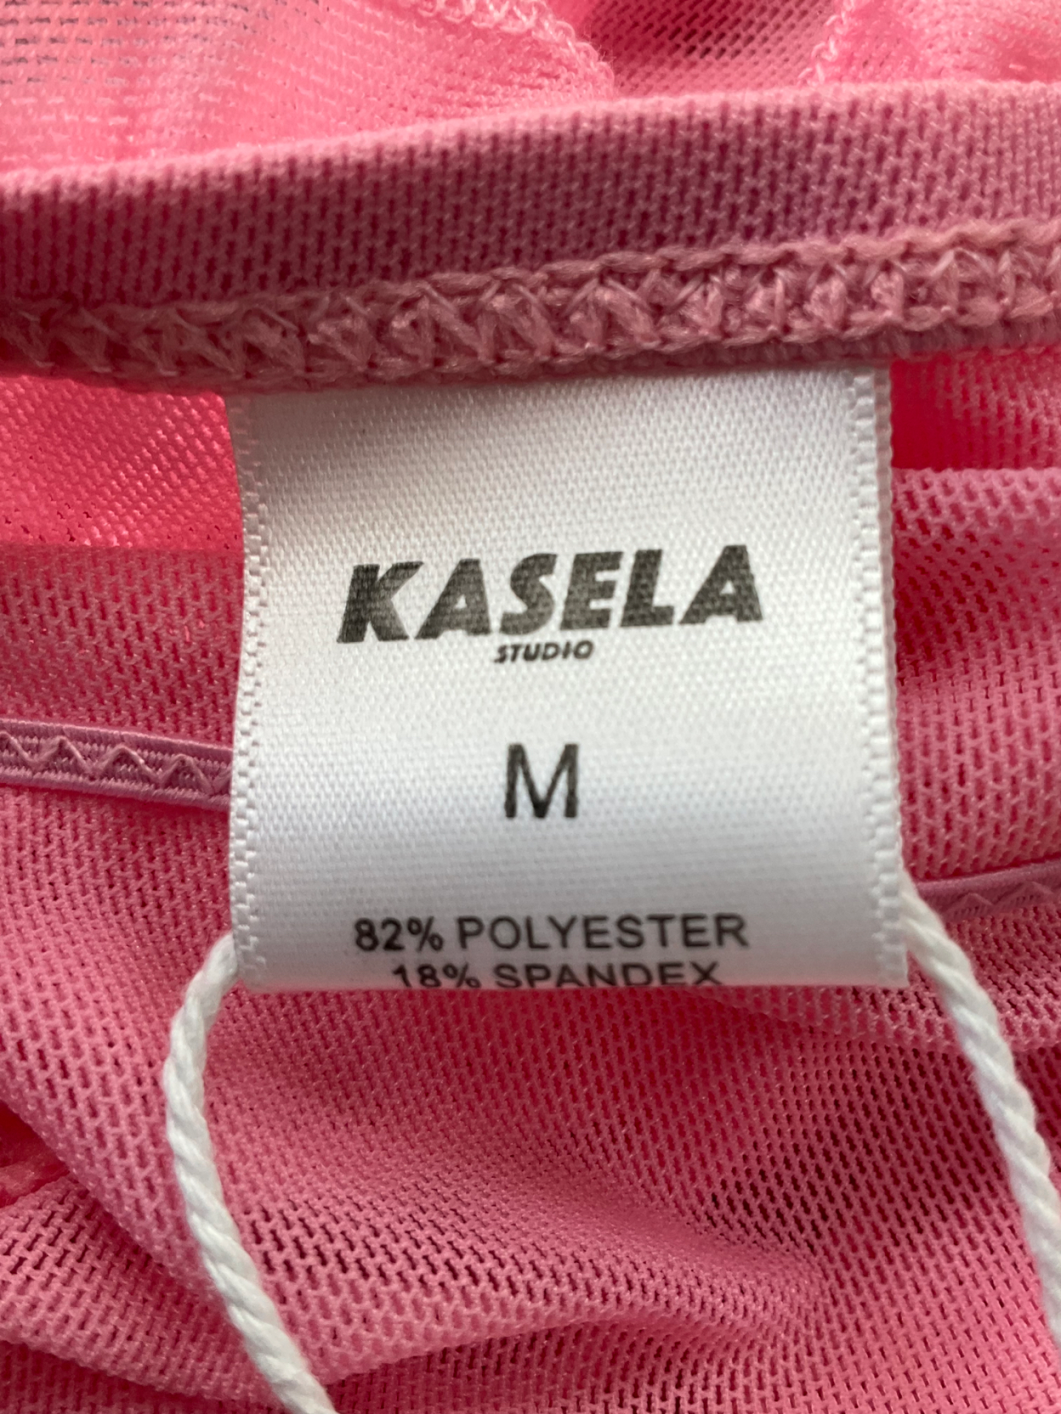 KASELA
STUDIO
M
82% POLYESTER
18% SPANDEX